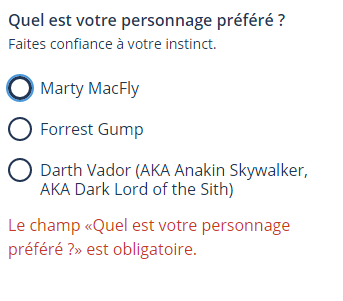 Quel est votre personnage préféré ?
Faites confiance à votre instinct.
Marty MacFly
Forrest Gump
Darth Vador (AKA Anakin Skywalker,
AKA Dark Lord of the Sith)
Le champ «Quel est votre personnage
préféré ?» est obligatoire.